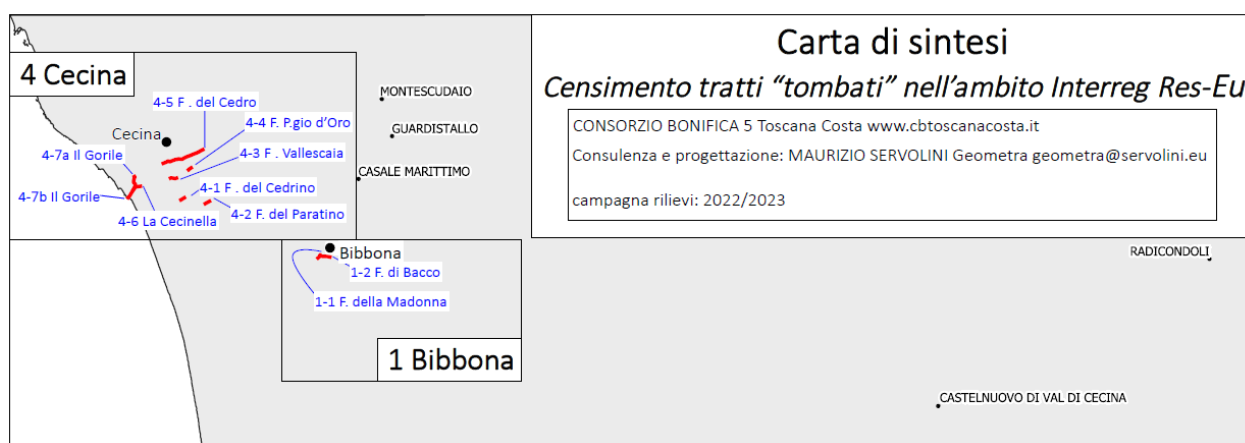 Carta di sintesi
Censimento tratti “tombati” nell’ambito Interreg Res-Eu
CONSORZIO BONIFICA 5 Toscana Costa www.cbtoscanacosta.it
Consulenza e progettazione: MAURIZIO SERVOLINI Geometra geometra@servolini.eu
campagna rilievi: 2022/2023
4 Cecina
4-5 F . del Cedro
MONTESCUDAIO
4-4 F. P.gio d’Oro
Cecina
GUARDISTALLO
4-7a Il Gorile
4-3 F . Vallescaia
CASALE MARITTIMO
4-1 F . del Cedrino
4-7b Il Gorile
4-2 F. del Paratino
4-6 La Cecinella
Bibbona
1-2 F. di Bacco
1-1 F. della Madonna
1 Bibbona
RADICONDOLI
CASTELNUOVO DI VAL DI CECINA